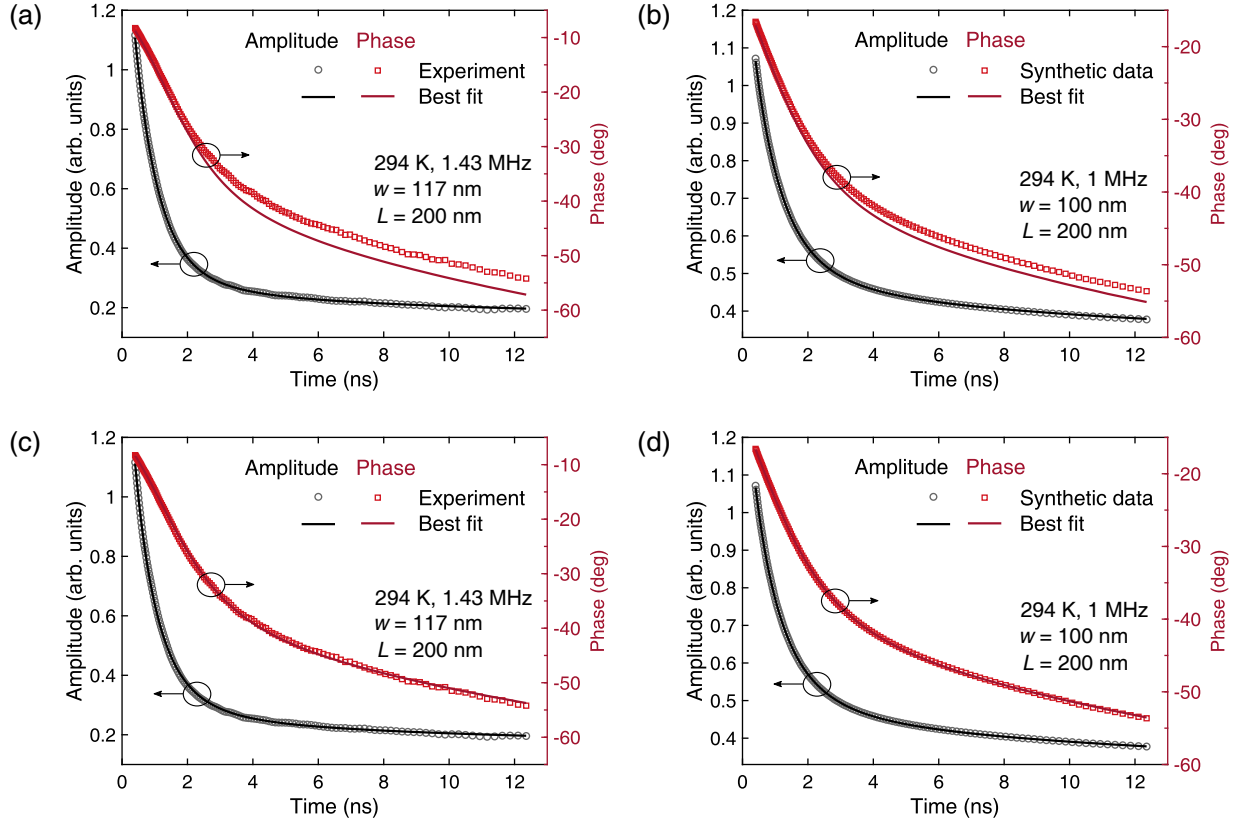 (a)
Amplitude Phase
Experiment
Best fit
294 K, 1.43 MHz
w = 117 nm
L = 200 nm
Amplitude (arb. units)
1.2
1
0.8
0.6
0.4
0.2
Phase (deg)
-10
-20
-30
-40
-50
-60
0 2 4 6 8 10 12
Time (ns)
(b)
Amplitude Phase
Synthetic data
Best fit
294 K, 1 MHz
w = 100 nm
L = 200 nm
Amplitude (arb. units)
1.2
1.1
1
0.9
0.8
0.7
0.6
0.5
0.4
Phase (deg)
-20
-30
-40
-50
-60
0 2 4 6 8 10 12
Time (ns)
(c)
Amplitude Phase
Experiment
Best fit
294 K, 1.43 MHz
w = 117 nm
L = 200 nm
Amplitude (arb. units)
1.2
1
0.8
0.6
0.4
0.2
Phase (deg)
-10
-20
-30
-40
-50
-60
0 2 4 6 8 10 12
Time (ns)
(d)
Amplitude Phase
Synthetic data
Best fit
294 K, 1 MHz
w = 100 nm
L = 200 nm
Amplitude (arb. units)
1.2
1.1
1
0.9
0.8
0.7
0.6
0.5
0.4
Phase (deg)
-20
-30
-40
-50
-60
0 2 4 6 8 10 12
Time (ns)